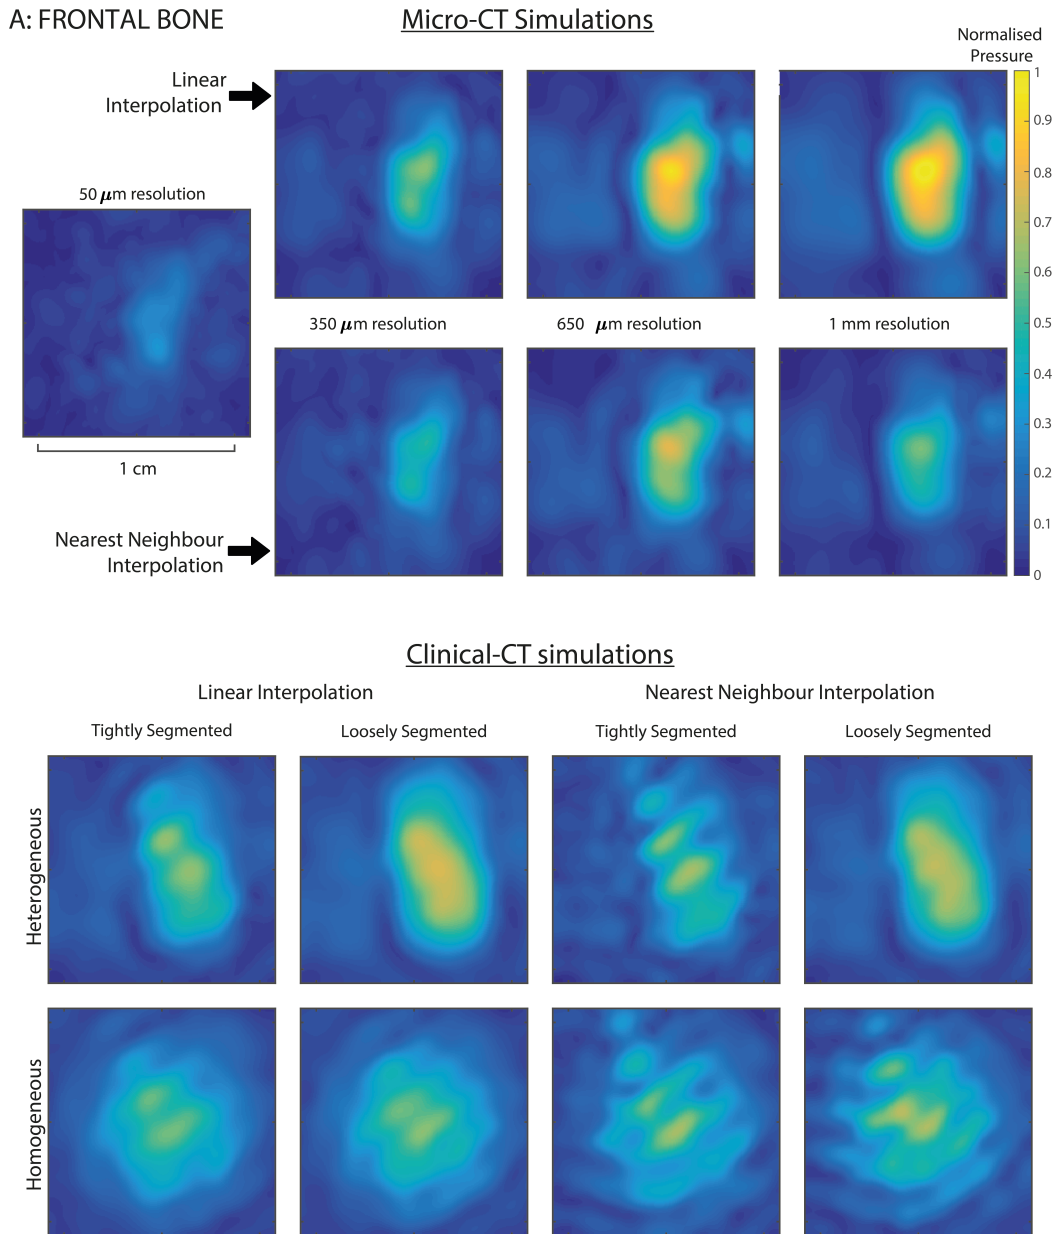 A: FRONTAL BONE
Micro-CT Simulations
Normalised
Pressure
Linear
Interpolation
50 μm resolution
1 cm
350 μm resolution
650 μm resolution
1 mm resolution
Nearest Neighbour
Interpolation
1
0.9
0.8
0.7
0.6
0.5
0.4
0.3
0.2
0.1
0
Clinical-CT simulations
Linear Interpolation
Nearest Neighbour Interpolation
Tightly Segmented
Loosely Segmented
Tightly Segmented
Loosely Segmented
Heterogeneous
Homogeneous